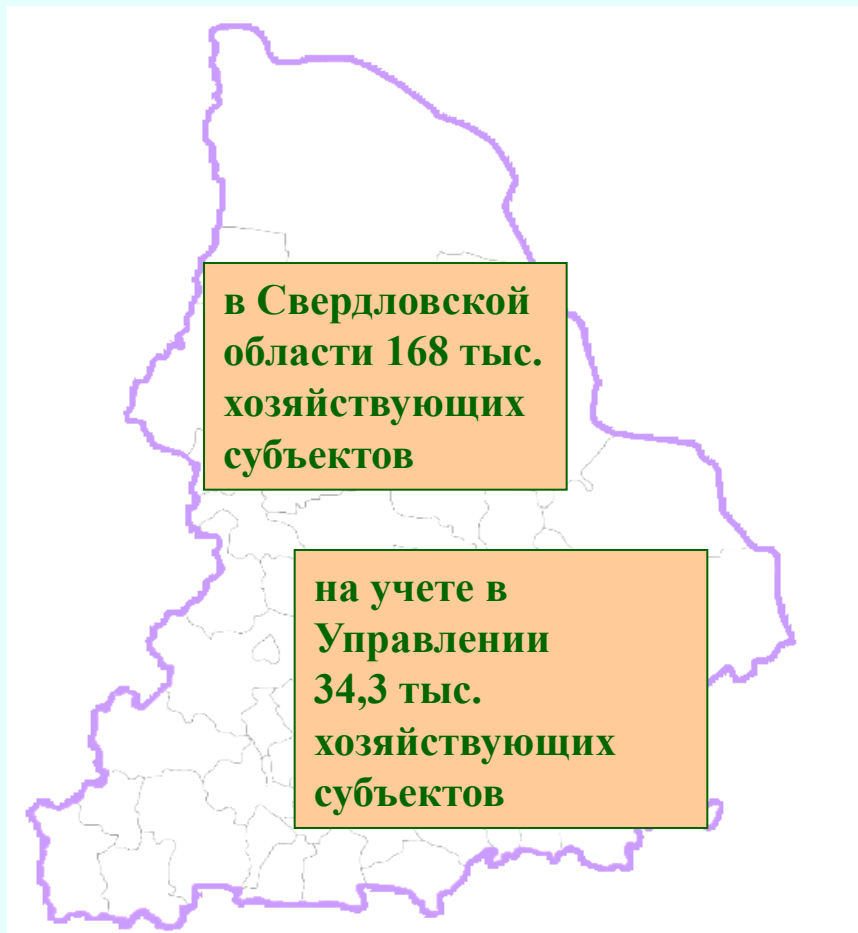 в Свердловской
области 168 тыс.
хозяйствующих
субъектов
на учете в
Управлении
34,3 тыс.
хозяйствующих
субъектов